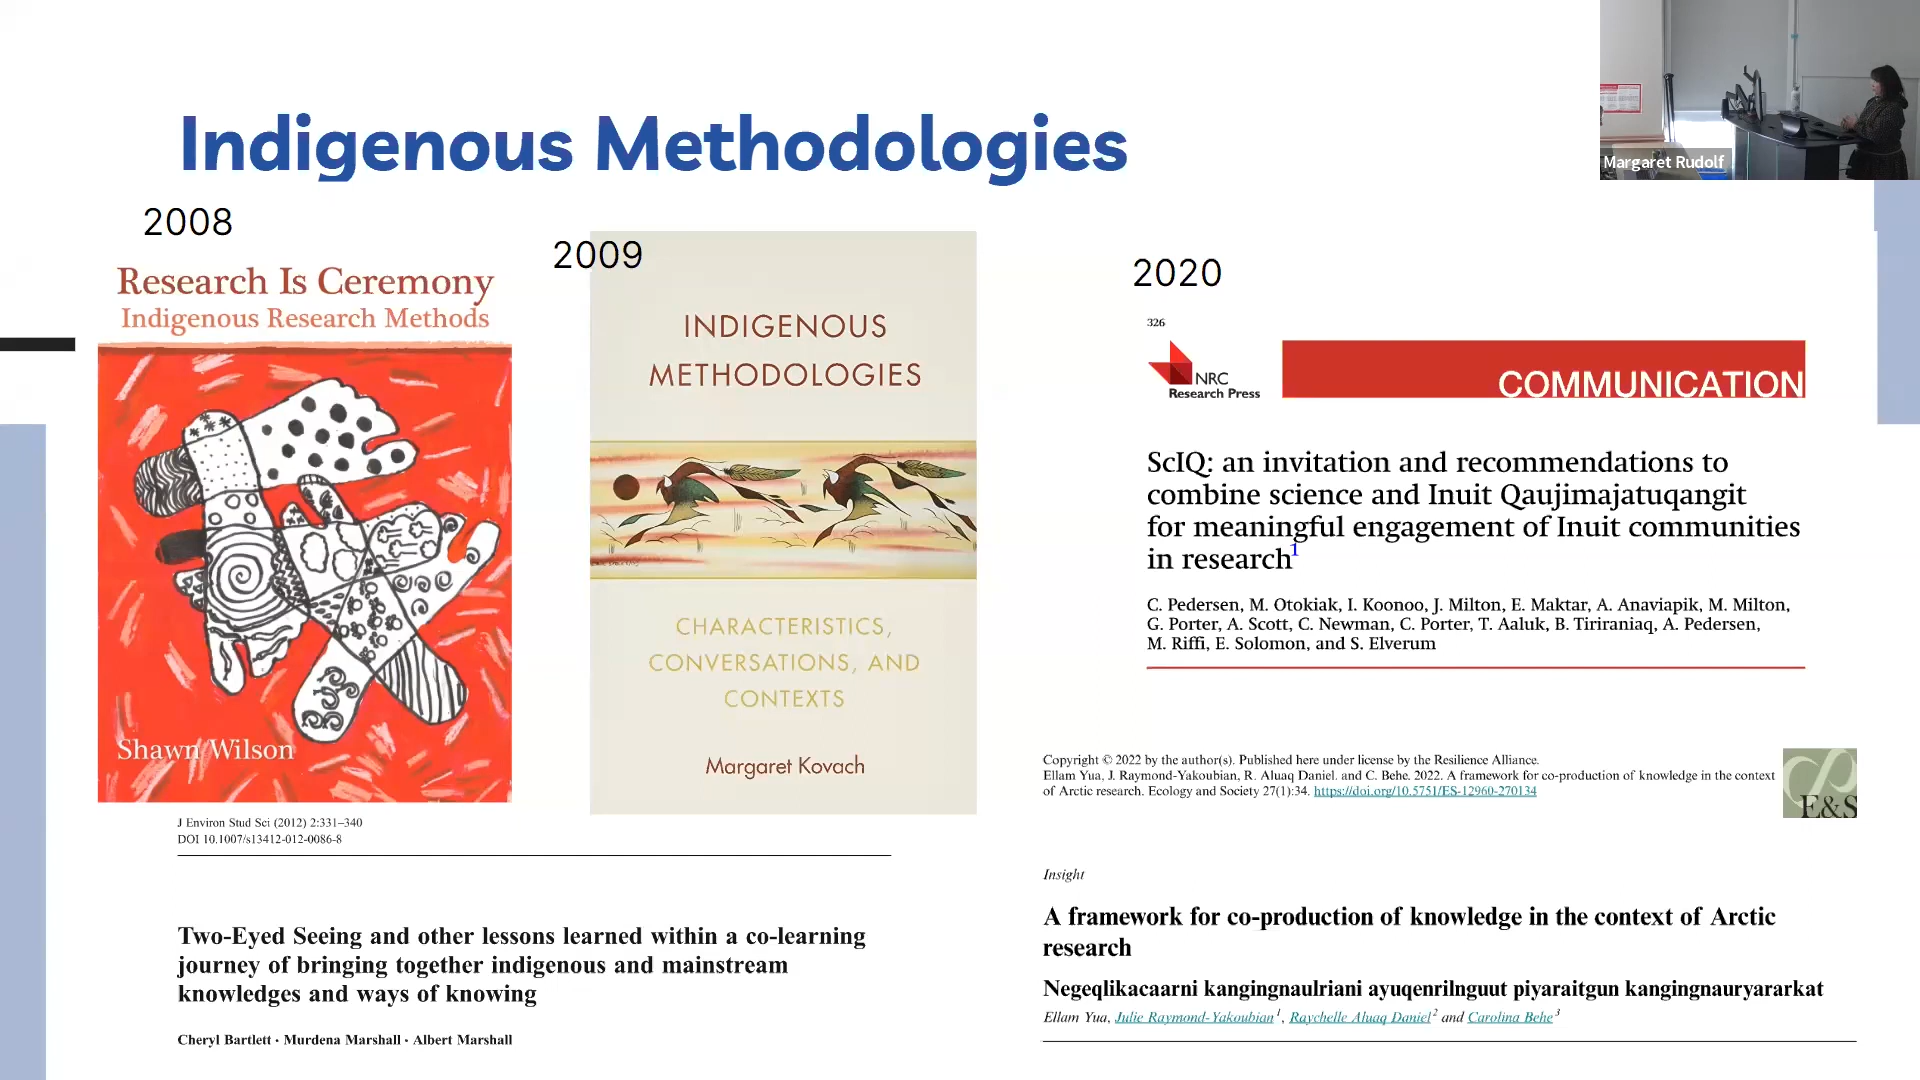 Indigenous Methodologies
Margaret Rudolf
2008
Research Is Ceremony
Indigenous Research Methods
Shawn Wilson
2009
INDIGENOUS
METHODOLOGIES
CHARACTERISTICS,
CONVERSATIONS, AND
CONTEXTS
Margaret Kovach
2020
326
NRC
Research Press
COMMUNICATION
ScIQ: an invitation and recommendations to
combine science and Inuit Qaujimajatuqangit
for meaningful engagement of Inuit communities
in research1
C. Pedersen, M. Otokiak, I. Koonoo, J. Milton, E. Maktar, A. Anaviapik, M. Milton,
G. Porter, A. Scott, C. Newman, C. Porter, T. Aaluk, B. Tiriraniaq, A. Pedersen,
M. Riffi, E. Solomon, and S. Elverum
J Environ Stud Sci (2012) 2:331–340
DOI 10.1007/s13412-012-0086-8
Two-Eyed Seeing and other lessons learned within a co-learning
journey of bringing together indigenous and mainstream
knowledges and ways of knowing
Cheryl Bartlett · Murdena Marshall · Albert Marshall
Copyright © 2022 by the author(s). Published here under license by the Resilience Alliance.
Ellam Yua, J. Raymond-Yakoubian, R. Aluaq Daniel. and C. Behe. 2022. A framework for co-production of knowledge in the context
of Arctic research. Ecology and Society 27(1):34. https://doi.org/10.5751/ES-12960-270134
E&S
Insight
A framework for co-production of knowledge in the context of Arctic
research
Negeqlikacaarni kangingnaulriani ayuqenrilnguut piyaraitgun kangingnauryararkat
Ellam Yua, Julie Raymond-Yakoubian1, Raychelle Aluaq Daniel2 and Carolina Behe3